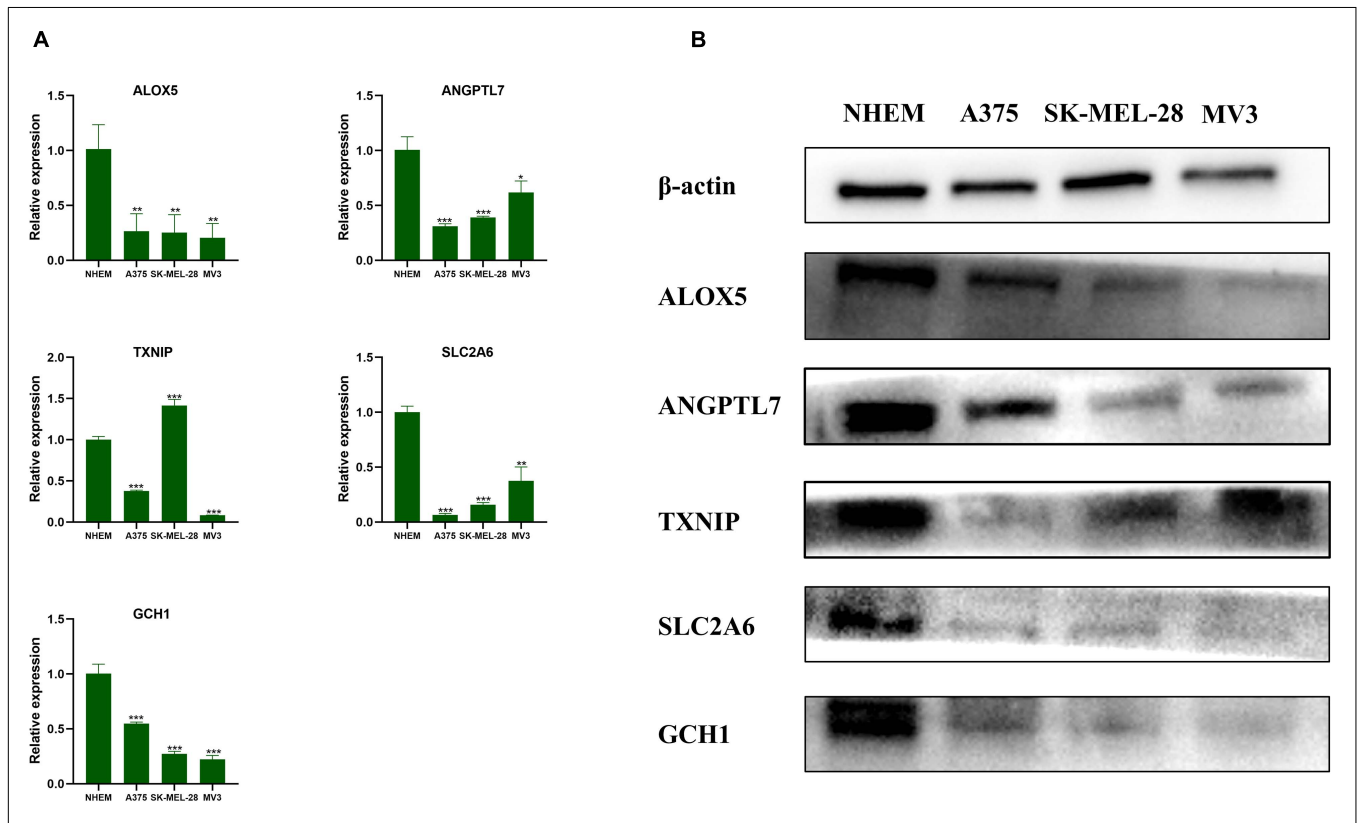 A
ALOX5
Relative expression
1.5
1.0
0.5
0.0
**
**
**
NHEM A375 SK-MEL-28 MV3
ANGPTL7
Relative expression
1.5
1.0
0.5
0.0
***
***
*
NHEM A375 SK-MEL-28 MV3
TXNIP
Relative expression
2.0
1.5
1.0
0.5
0.0
***
***
***
NHEM A375 SK-MEL-28 MV3
SLC2A6
Relative expression
1.5
1.0
0.5
0.0
***
***
**
NHEM A375 SK-MEL-28 MV3
GCH1
Relative expression
1.5
1.0
0.5
0.0
***
***
***
NHEM A375 SK-MEL-28 MV3
B
NHEM A375 SK-MEL-28 MV3
β-actin
ALOX5
ANGPTL7
TXNIP
SLC2A6
GCH1